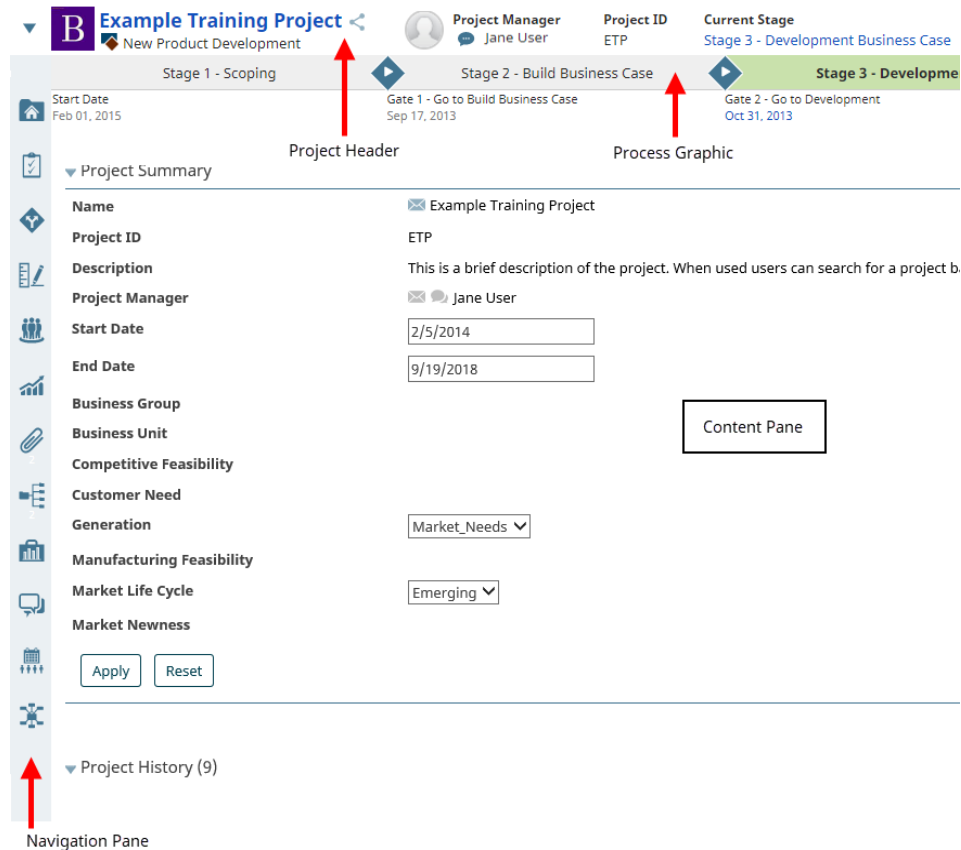 B
Example Training Project
New Product Development
Project Manager
Jane User
Project ID
ETP
Current Stage
Stage 3 - Development Business Case
Stage 1 - Scoping
Stage 2 - Build Business Case
Stage 3 - Developme
Start Date
Feb 01, 2015
Gate 1 - Go to Build Business Case
Sep 17, 2013
Gate 2 - Go to Development
Oct 31, 2013
Project Header
Process Graphic
Project Summary
Name Example Training Project
Project ID ETP
Description This is a brief description of the project. When used users can search for a project b
Project Manager Jane User
Start Date 2/5/2014
End Date 9/19/2018
Business Group
Content Pane
Business Unit
Competitive Feasibility
Customer Need
Generation Market_Needs
Manufacturing Feasibility
Market Life Cycle Emerging
Market Newness
Apply Reset
Project History (9)
Navigation Pane